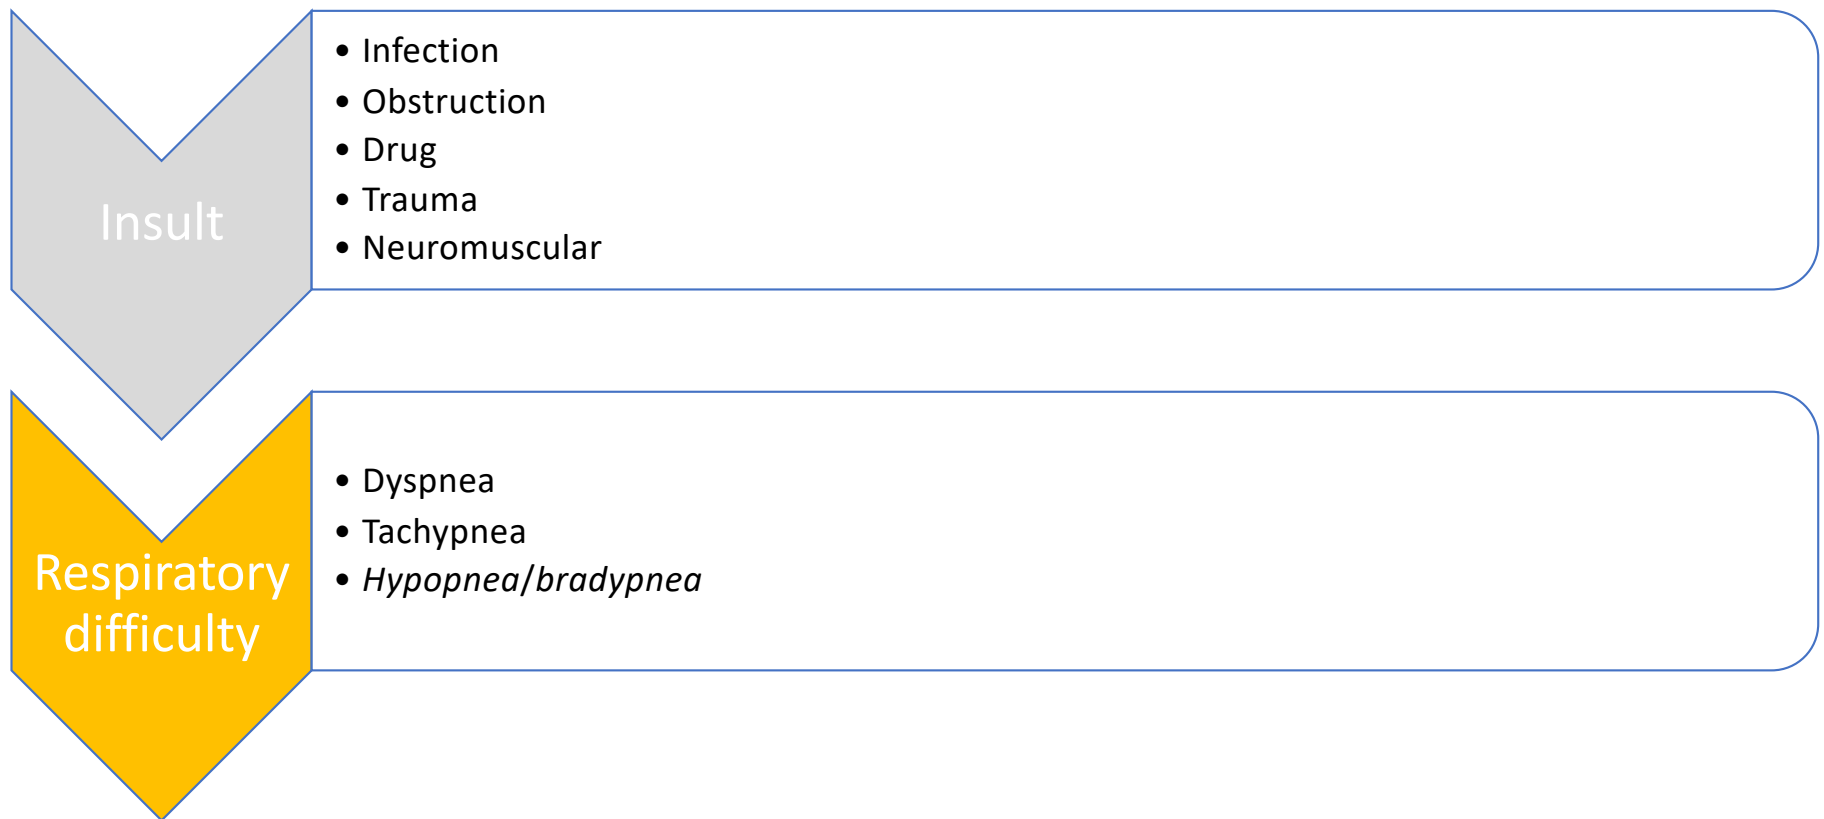 Insult
• Infection
• Obstruction
• Drug
• Trauma
• Neuromuscular
Respiratory
difficulty
• Dyspnea
• Tachypnea
• Hypopnea/bradypnea